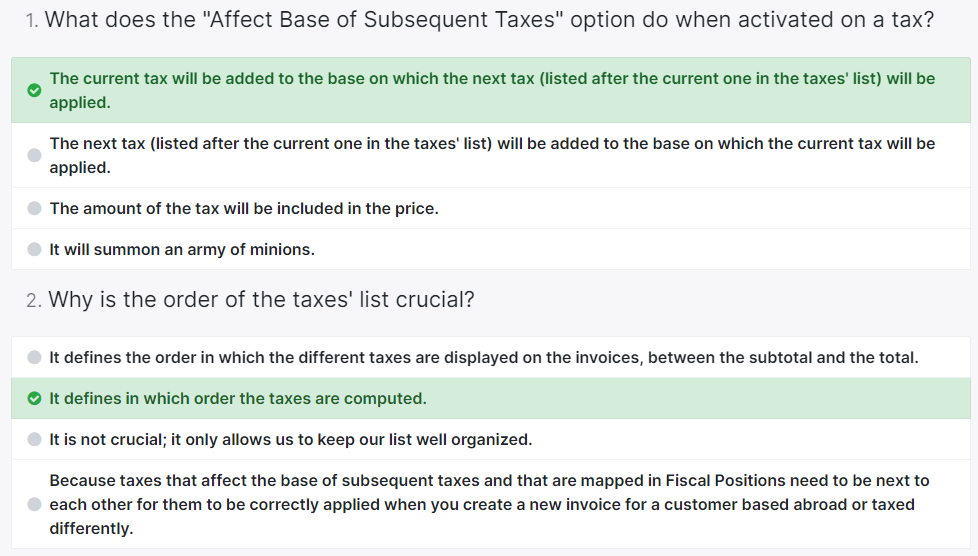 1. What does the "Affect Base of Subsequent Taxes" option do when activated on a tax?
The current tax will be added to the base on which the next tax (listed after the current one in the taxes' list) will be
applied.
The next tax (listed after the current one in the taxes' list) will be added to the base on which the current tax will be
applied.
The amount of the tax will be included in the price.
It will summon an army of minions.
2. Why is the order of the taxes' list crucial?
It defines the order in which the different taxes are displayed on the invoices, between the subtotal and the total.
It defines in which order the taxes are computed.
It is not crucial; it only allows us to keep our list well organized.
Because taxes that affect the base of subsequent taxes and that are mapped in Fiscal Positions need to be next to
each other for them to be correctly applied when you create a new invoice for a customer based abroad or taxed
differently.